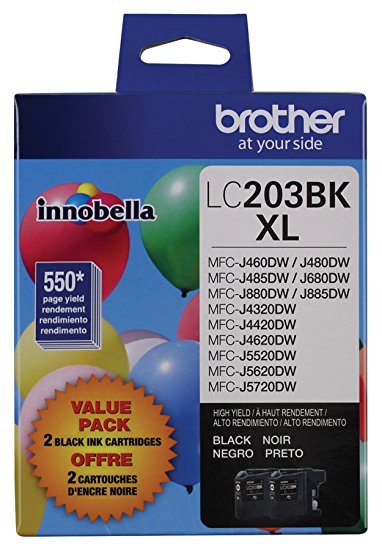 brother
at your side
LC203BK
XL
innobella
MFC-J460DW / J480DW
MFC-J485DW / J680DW
MFC-J880DW / J885DW
MFC-J4320DW
MFC-J4420DW
MFC-J4620DW
MFC-J5520DW
MFC-J5620DW
MFC-J5720DW
550*
page yield
rendement
rendimiento
rendimento
HIGH YIELD / À HAUT RENDEMENT /
ALTO RENDIMIENTO / ALTO RENDIMENTO
BLACK NOIR
NEGRO PRETO
VALUE
PACK
2 BLACK INK CARTRIDGES
OFFRE
2 CARTOUCHES
D'ENCRE NOIRE